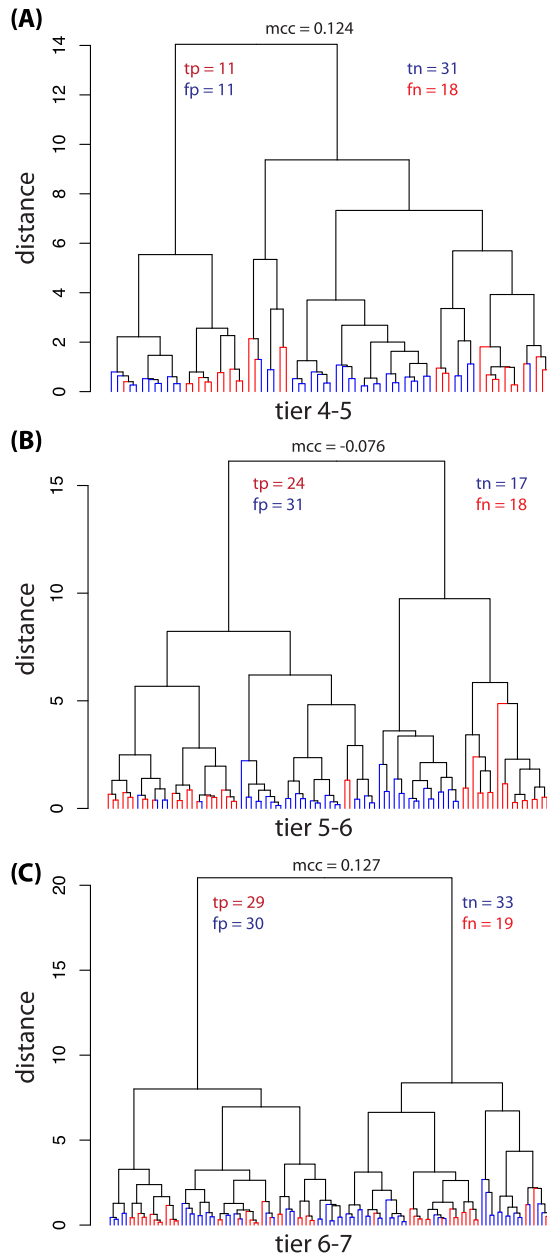 (A)
mcc = 0.124
tp = 11
fp = 11
tn = 31
fn = 18
14
12
10
8
6
4
2
0
distance
tier 4-5
(B)
mcc = -0.076
tp = 24
fp = 31
tn = 17
fn = 18
15
10
5
0
distance
tier 5-6
(C)
mcc = 0.127
tp = 29
fp = 30
tn = 33
fn = 19
20
15
10
5
0
distance
tier 6-7